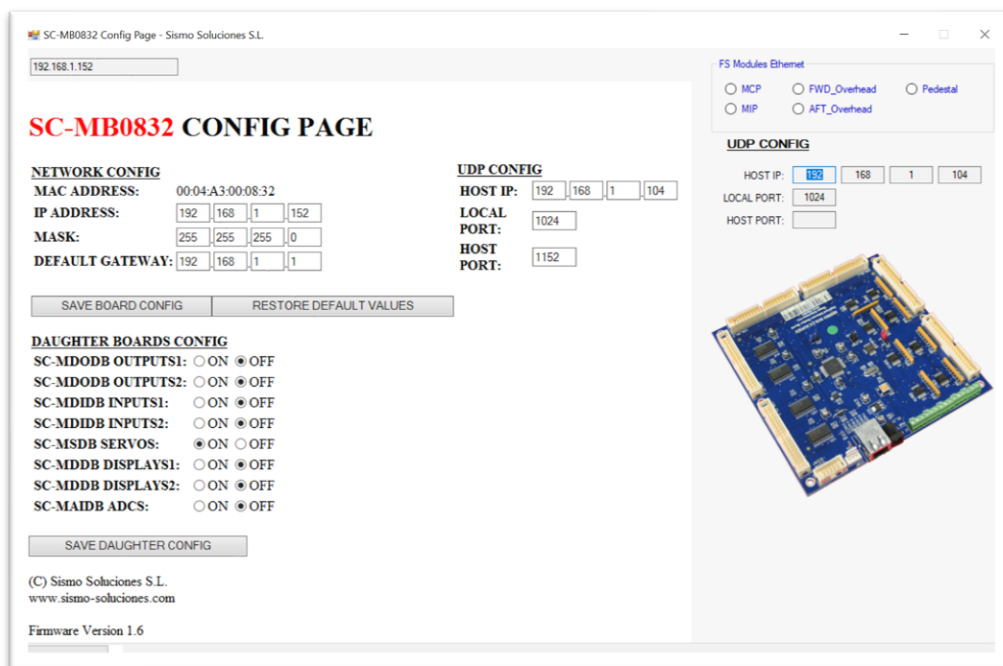 SC-MB0832 Config Page - Sismo Soluciones S.L.
192.168.1.152
SC-MB0832 CONFIG PAGE
NETWORK CONFIG
MAC ADDRESS: 00:04:A3:00:08:32
IP ADDRESS: 192 .168 .1 .152
MASK: 255 .255 .255 .0
DEFAULT GATEWAY: 192 .168 .1 .1
SAVE BOARD CONFIG RESTORE DEFAULT VALUES
UDP CONFIG
HOST IP: 192 .168 .1 .104
LOCAL
PORT: 1024
HOST
PORT: 1152
DAUGHTER BOARDS CONFIG
SC-MDODB OUTPUTS1: ON OFF
SC-MDODB OUTPUTS2: ON OFF
SC-MDIDB INPUTS1: ON OFF
SC-MDIDB INPUTS2: ON OFF
SC-MSDB SERVOS: ON OFF
SC-MDDB DISPLAYS1: ON OFF
SC-MDDB DISPLAYS2: ON OFF
SC-MAIDB ADCS: ON OFF
SAVE DAUGHTER CONFIG
(C) Sismo Soluciones S.L.
www.sismo-soluciones.com
Firmware Version 1.6
FS Modules Ethernet
MCP FWD_Overhead Pedestal
MIP AFT_Overhead
UDP CONFIG
HOST IP: 192 168 1 104
LOCAL PORT: 1024
HOST PORT: